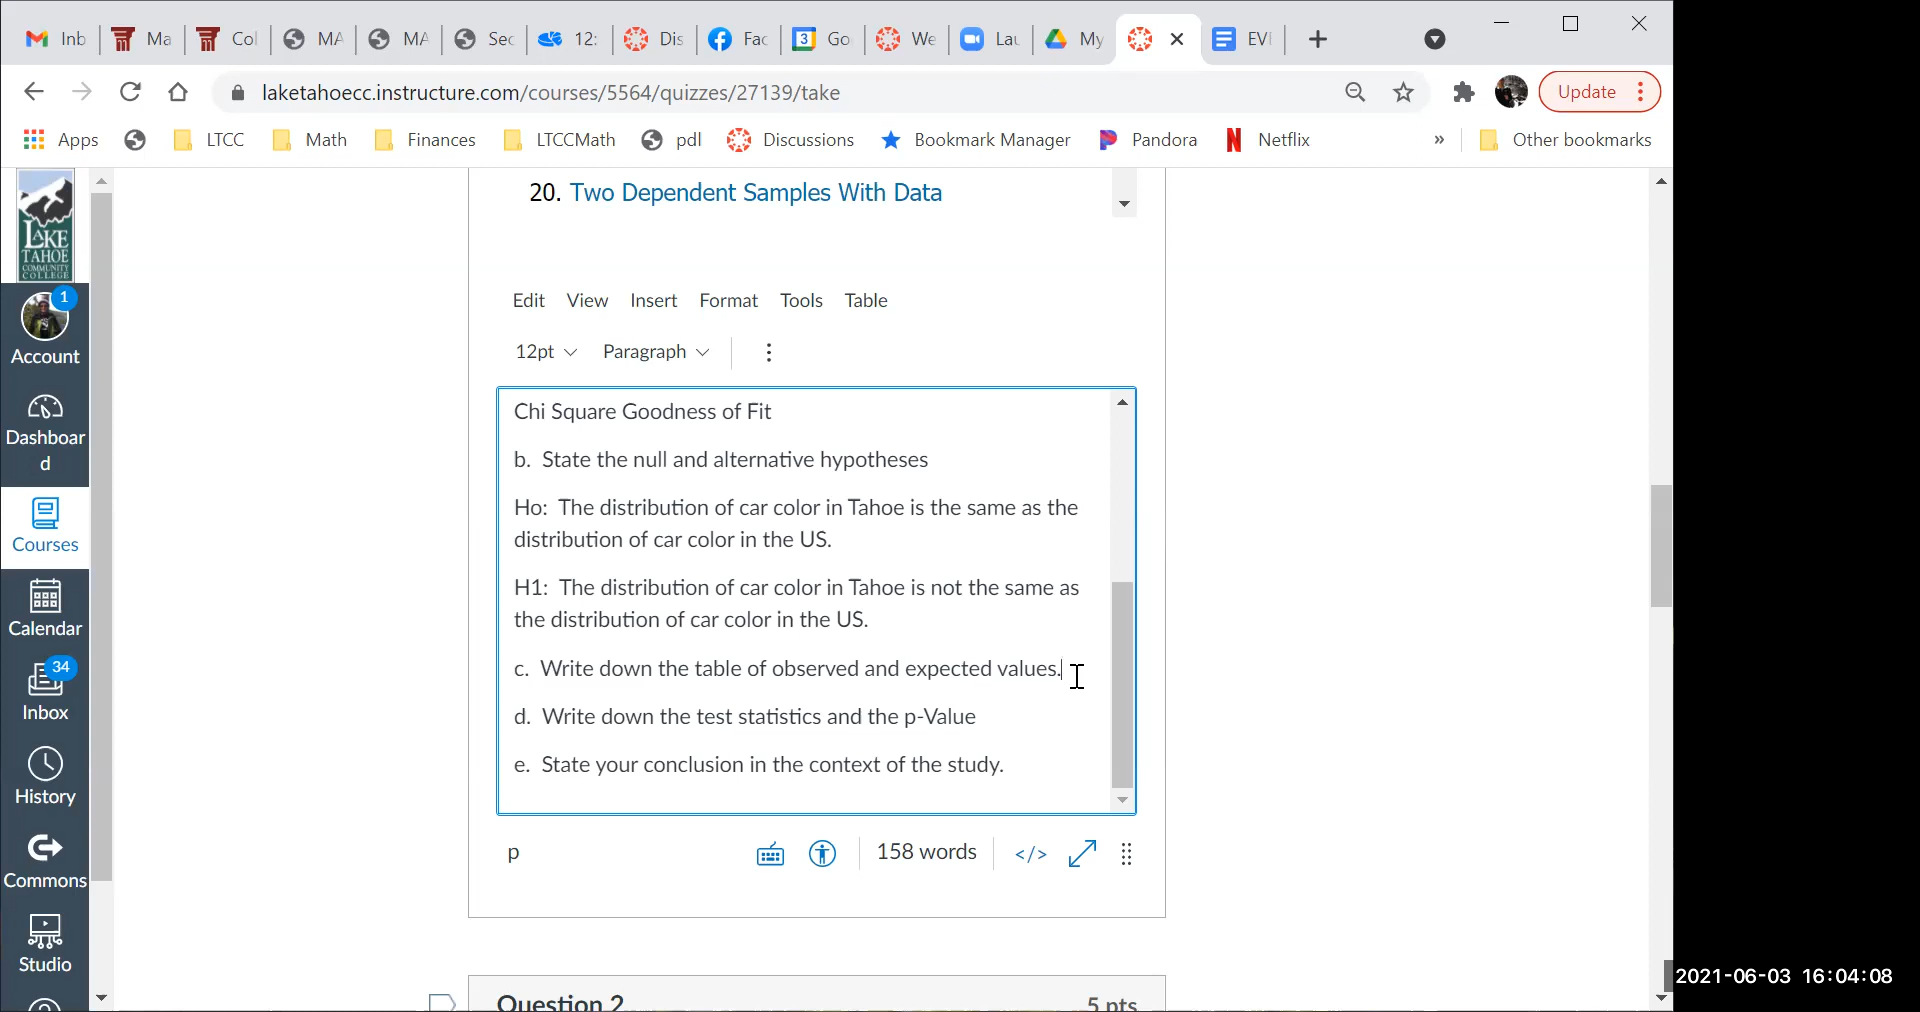 Inb
Ma
Col
MA
MA
Sec
12:
Dis
Fac
3
Go
We
Lau
My
EVI
laketahoecc.instructure.com/courses/5564/quizzes/27139/take
Update
Apps
LTCC
Math
Finances
LTCCMath
pdl
Discussions
Bookmark Manager
Pandora
Netflix
»
Other bookmarks
LAKE
TAHOE
COMMUNITY
COLLEGE
1
Account
Dashboar
d
Courses
Calendar
34
Inbox
History
Commons
Studio
20. Two Dependent Samples With Data
Edit View Insert Format Tools Table
12pt Paragraph
Chi Square Goodness of Fit
b. State the null and alternative hypotheses
Ho: The distribution of car color in Tahoe is the same as the
distribution of car color in the US.
H1: The distribution of car color in Tahoe is not the same as
the distribution of car color in the US.
c. Write down the table of observed and expected values.
d. Write down the test statistics and the p-Value
e. State your conclusion in the context of the study.
p
158 words
</>
Question 2
5 pts
2021-06-03 16:04:08